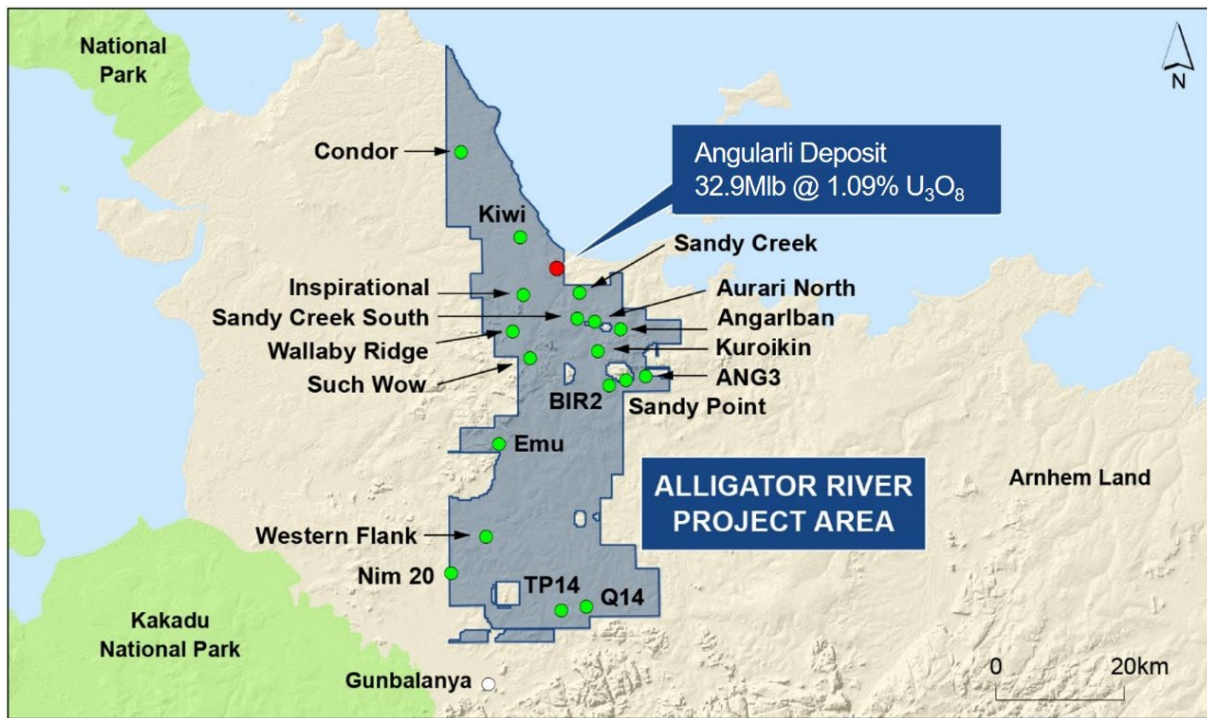 National
Park
N
Condor
Angularli Deposit
32.9Mlb @ 1.09% U₃O₈
Kiwi
Sandy Creek
Inspirational
Aurari North
Sandy Creek South
Angarlban
Wallaby Ridge
Kuroikin
Such Wow
ANG3
BIR2
Sandy Point
Emu
ALLIGATOR RIVER
PROJECT AREA
Arnhem Land
Western Flank
Nim 20
TP14
Q14
Kakadu
National Park
Gunbalanya
0
20km